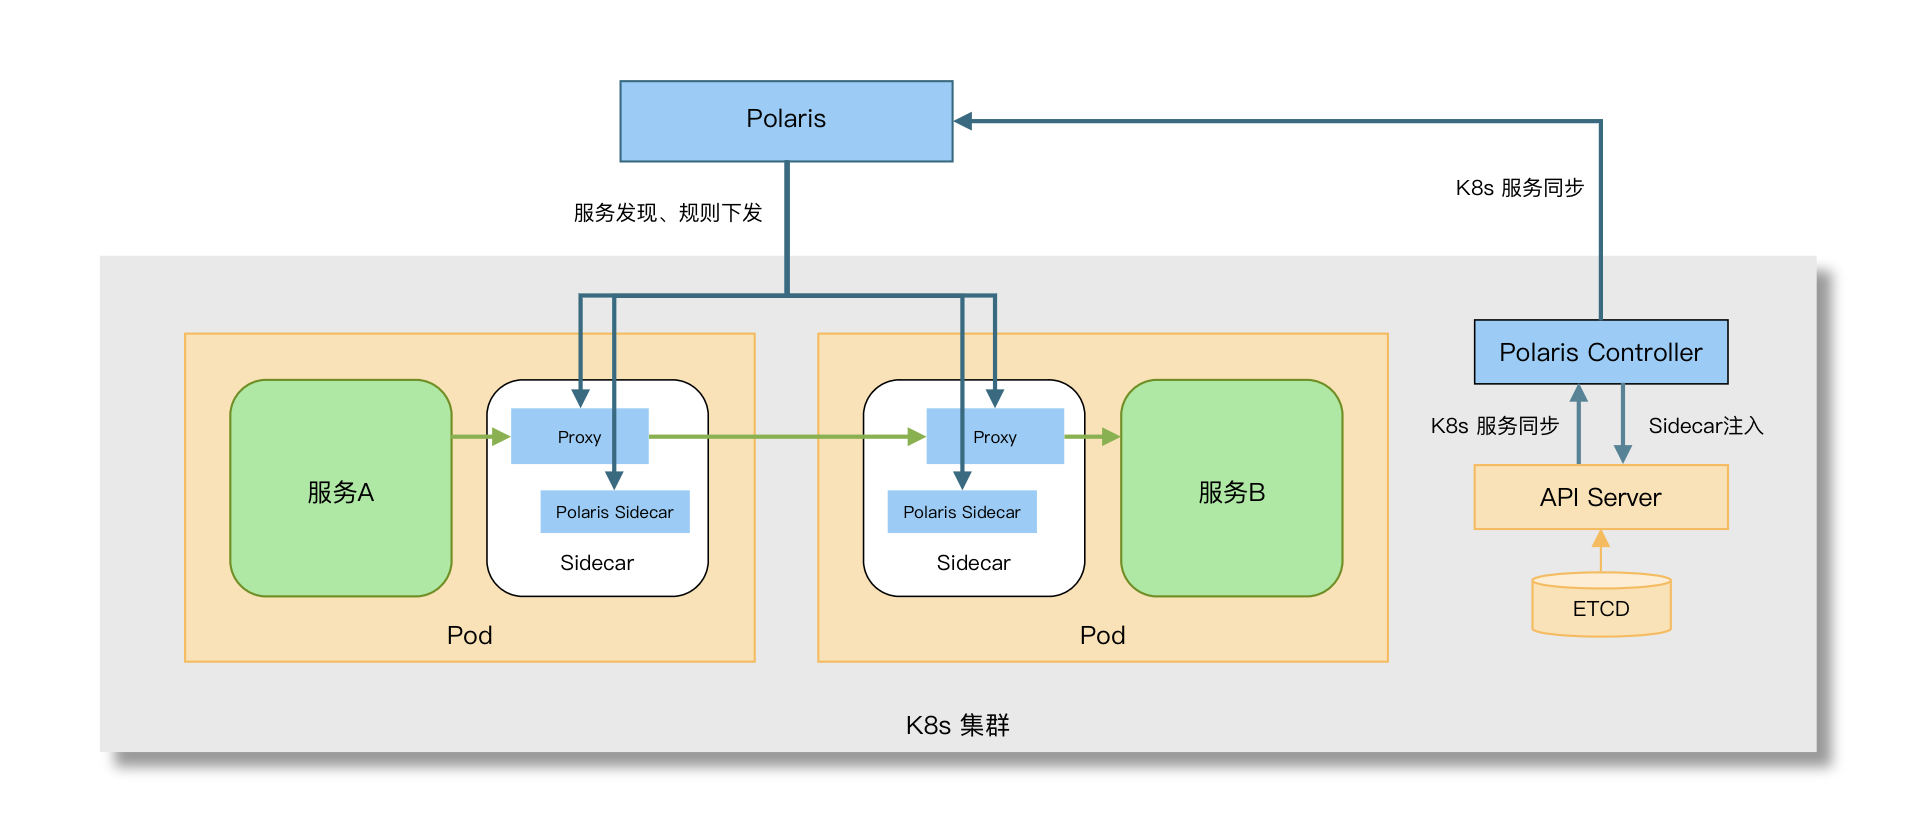 Polaris
K8s 服务同步
服务发现、规则下发
Polaris Controller
K8s 服务同步
Sidecar注入
Proxy
Proxy
服务A
服务B
API Server
Polaris Sidecar
Polaris Sidecar
Sidecar
Sidecar
ETCD
Pod
Pod
K8s 集群